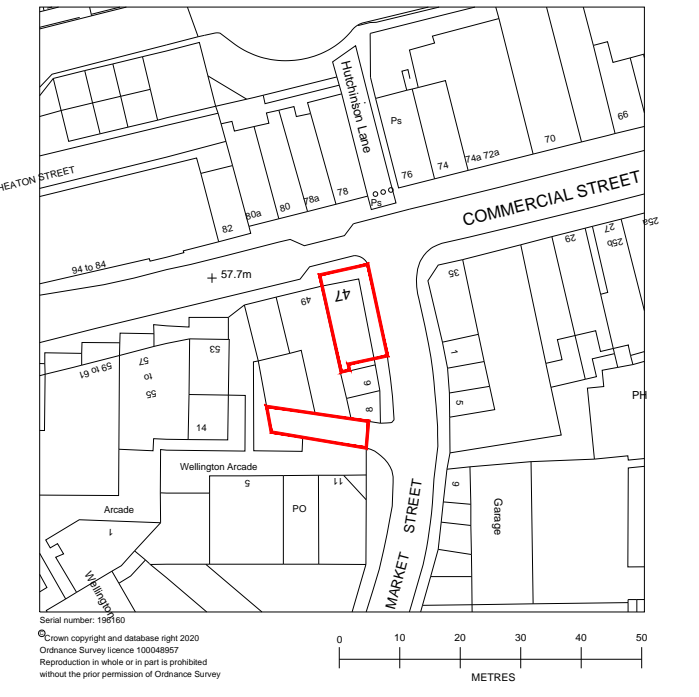 Hutchinson Lane
Ps
66
70
74a 72a
74
76
HEATON STREET
78
78a
80
80a
82
Ps
COMMERCIAL STREET
25a
27
25b
29
35
94 to 84
57.7m
49
47
53
57
to
55
59 to 61
1
5
6
8
14
PH
Wellington Arcade
5
11
PO
9
Garage
Arcade
1
MARKET STREET
Wellington
Serial number: 196160
©Crown copyright and database right 2020
Ordnance Survey licence 100048957
Reproduction in whole or in part is prohibited
without the prior permission of Ordnance Survey
0 10 20 30 40 50
METRES